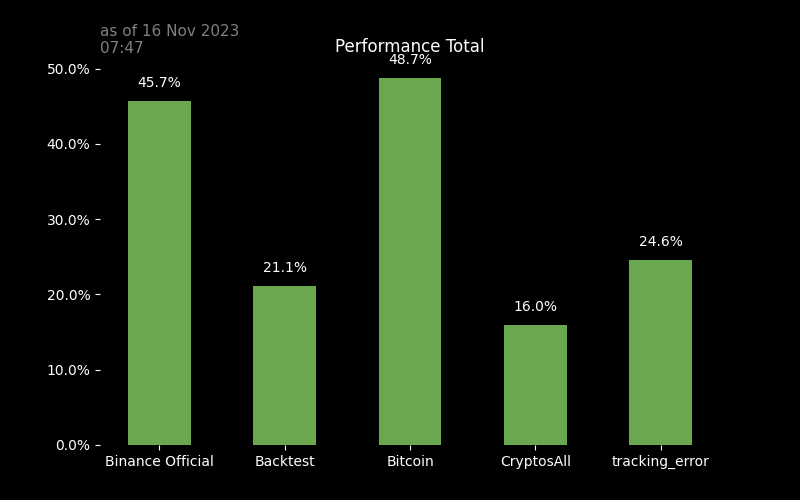 as of 16 Nov 2023
07:47
Performance Total
50.0%
40.0%
30.0%
20.0%
10.0%
0.0%
45.7%
21.1%
48.7%
16.0%
24.6%
Binance Official
Backtest
Bitcoin
CryptosAll
tracking_error